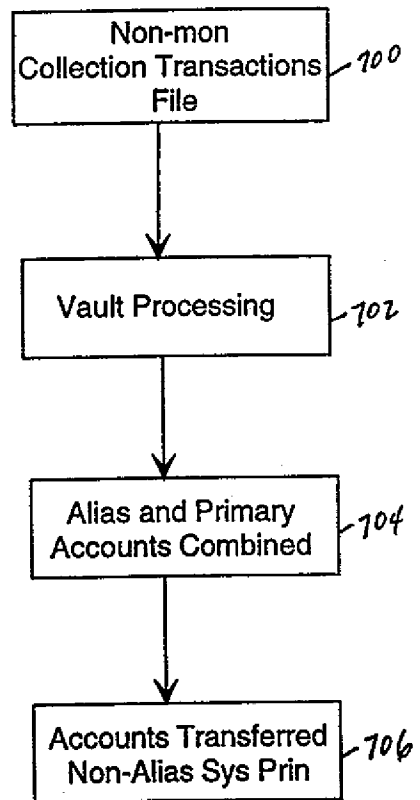 Non-mon
Collection Transactions
File
700
Vault Processing
702
Alias and Primary
Accounts Combined
704
Accounts Transferred
Non-Alias Sys Prin
706